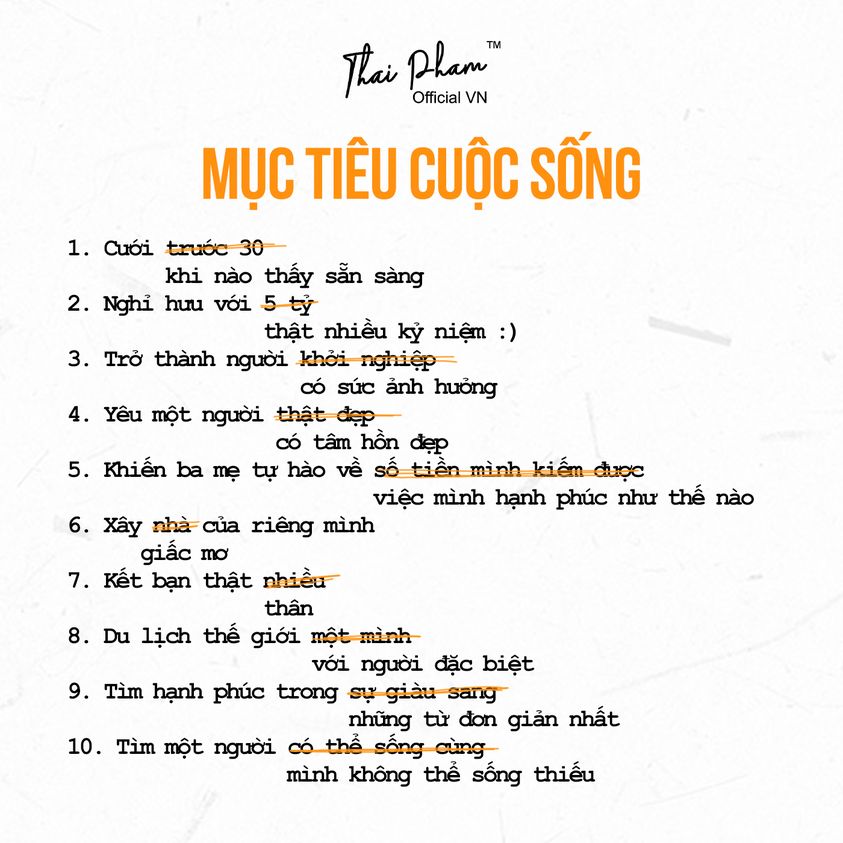 Thai Pham™
Official VN
MỤC TIÊU CUỘC SỐNG
1. Cưới trước 30
khi nào thấy sẵn sàng
2. Nghỉ hưu với 5 tỷ
thật nhiều kỷ niệm :)
3. Trở thành người khởi nghiệp
có sức ảnh hưởng
4. Yêu một người thật đẹp
có tâm hồn đẹp
5. Khiến ba mẹ tự hào về số tiền mình kiếm được
việc mình hạnh phúc như thế nào
6. Xây nhà của riêng mình
giấc mơ
7. Kết bạn thật nhiều
thân
8. Du lịch thế giới một mình
với người đặc biệt
9. Tìm hạnh phúc trong sự giàu sang
những từ đơn giản nhất
10. Tìm một người có thể sống cùng
mình không thể sống thiếu